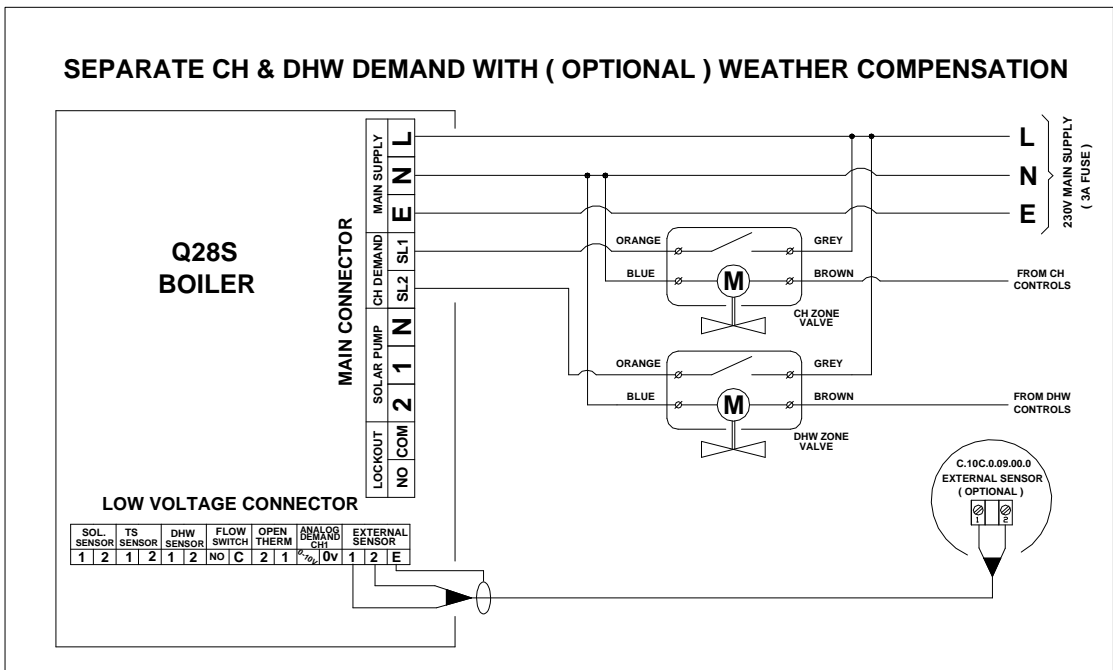 SEPARATE CH & DHW DEMAND WITH ( OPTIONAL ) WEATHER COMPENSATION
Q28S
BOILER
MAIN CONNECTOR
MAIN SUPPLY
L
N
E
CH DEMAND
SL1
SL2
SOLAR PUMP
N
1
2
LOCKOUT
COM
NO
L
N
E
230V MAIN SUPPLY
( 3A FUSE )
ORANGE
GREY
BLUE
M
BROWN
FROM CH
CONTROLS
CH ZONE
VALVE
ORANGE
GREY
BLUE
M
BROWN
FROM DHW
CONTROLS
DHW ZONE
VALVE
C.10C.0.09.00.0
EXTERNAL SENSOR
( OPTIONAL )
1 2
LOW VOLTAGE CONNECTOR
SOL.
SENSOR
TS
SENSOR
DHW
SENSOR
FLOW
SWITCH
OPEN
THERM
ANALOG
DEMAND
CH1
EXTERNAL
SENSOR
1 2 1 2 1 2 NO C 2 1 0-10V 0v 1 2 E